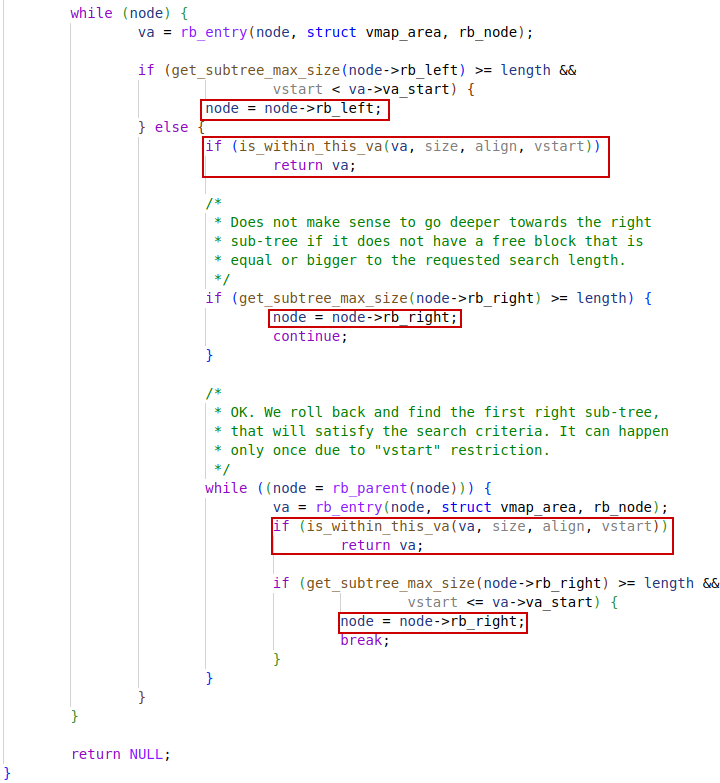 while (node) {
va = rb_entry(node, struct vmap_area, rb_node);
if (get_subtree_max_size(node->rb_left) >= length &&
vstart < va->va_start) {
node = node->rb_left;
} else {
if (is_within_this_va(va, size, align, vstart))
return va;
/*
* Does not make sense to go deeper towards the right
* sub-tree if it does not have a free block that is
* equal or bigger to the requested search length.
*/
if (get_subtree_max_size(node->rb_right) >= length) {
node = node->rb_right;
continue;
}
/*
* OK. We roll back and find the first right sub-tree,
* that will satisfy the search criteria. It can happen
* only once due to "vstart" restriction.
*/
while ((node = rb_parent(node))) {
va = rb_entry(node, struct vmap_area, rb_node);
if (is_within_this_va(va, size, align, vstart))
return va;
if (get_subtree_max_size(node->rb_right) >= length &&
vstart <= va->va_start) {
node = node->rb_right;
break;
}
}
}
}
return NULL;
}